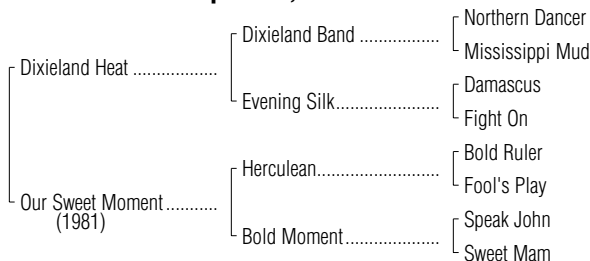 Northern Dancer
Dixieland Band ..................
Mississippi Mud
Dixieland Heat ...................
Damascus
Evening Silk.......................
Fight On
Bold Ruler
Herculean...........................
Fool's Play
Our Sweet Moment ...........
(1981)
Speak John
Bold Moment.....................
Sweet Mam